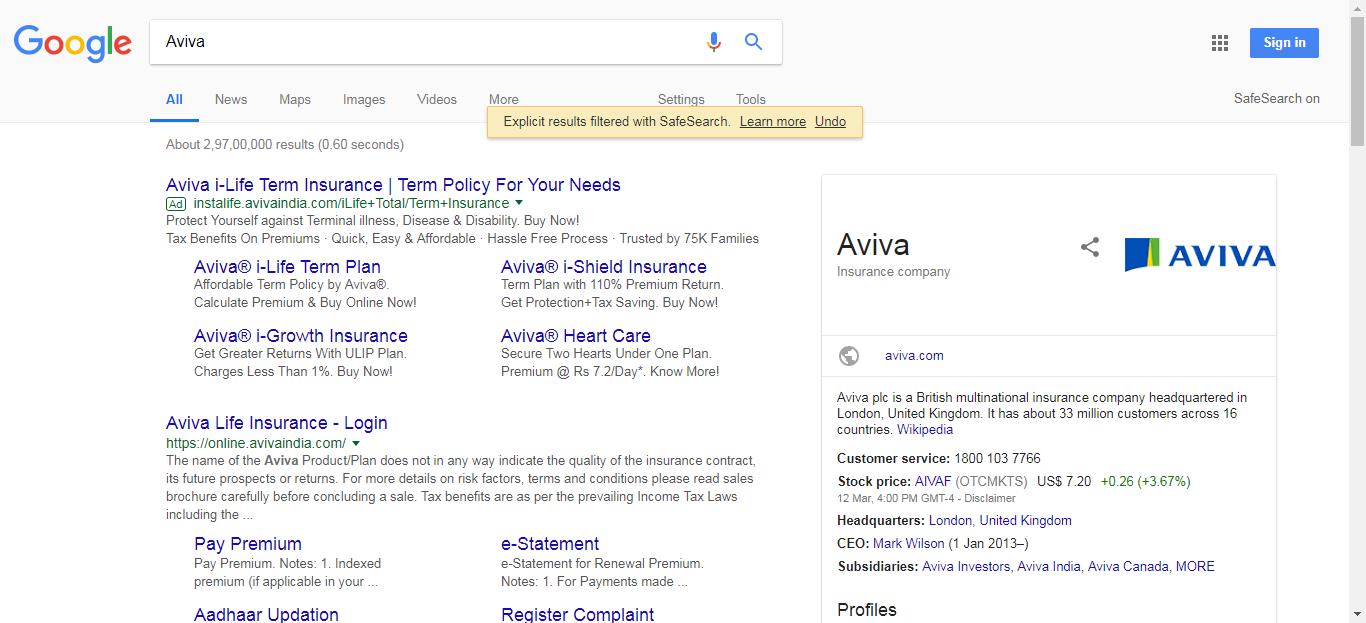 Google
Aviva
Sign in
All News Maps Images Videos More Settings Tools
SafeSearch on
Explicit results filtered with SafeSearch. Learn more Undo
About 2,97,00,000 results (0.60 seconds)
Aviva i-Life Term Insurance | Term Policy For Your Needs
Ad instalife.avivaindia.com/iLife+Total/Term+Insurance
Protect Yourself against Terminal illness, Disease & Disability. Buy Now!
Tax Benefits On Premiums · Quick, Easy & Affordable · Hassle Free Process · Trusted by 75K Families
Aviva® i-Life Term Plan
Affordable Term Policy by Aviva®.
Calculate Premium & Buy Online Now!
Aviva® i-Shield Insurance
Term Plan with 110% Premium Return.
Get Protection+Tax Saving. Buy Now!
Aviva® i-Growth Insurance
Get Greater Returns With ULIP Plan.
Charges Less Than 1%. Buy Now!
Aviva® Heart Care
Secure Two Hearts Under One Plan.
Premium @ Rs 7.2/Day*. Know More!
Aviva Life Insurance - Login
https://online.avivaindia.com/
The name of the Aviva Product/Plan does not in any way indicate the quality of the insurance contract,
its future prospects or returns. For more details on risk factors, terms and conditions please read sales
brochure carefully before concluding a sale. Tax benefits are as per the prevailing Income Tax Laws
including the ...
Pay Premium
Pay Premium. Notes: 1. Indexed
premium (if applicable in your ...
e-Statement
e-Statement for Renewal Premium.
Notes: 1. For Payments made ...
Aadhaar Updation
Register Complaint
Aviva
Insurance company
AVIVA
aviva.com
Aviva plc is a British multinational insurance company headquartered in
London, United Kingdom. It has about 33 million customers across 16
countries. Wikipedia
Customer service: 1800 103 7766
Stock price: AIVAF (OTCMKTS) US$ 7.20 +0.26 (+3.67%)
12 Mar, 4:00 PM GMT-4 - Disclaimer
Headquarters: London, United Kingdom
CEO: Mark Wilson (1 Jan 2013–)
Subsidiaries: Aviva Investors, Aviva India, Aviva Canada, MORE
Profiles